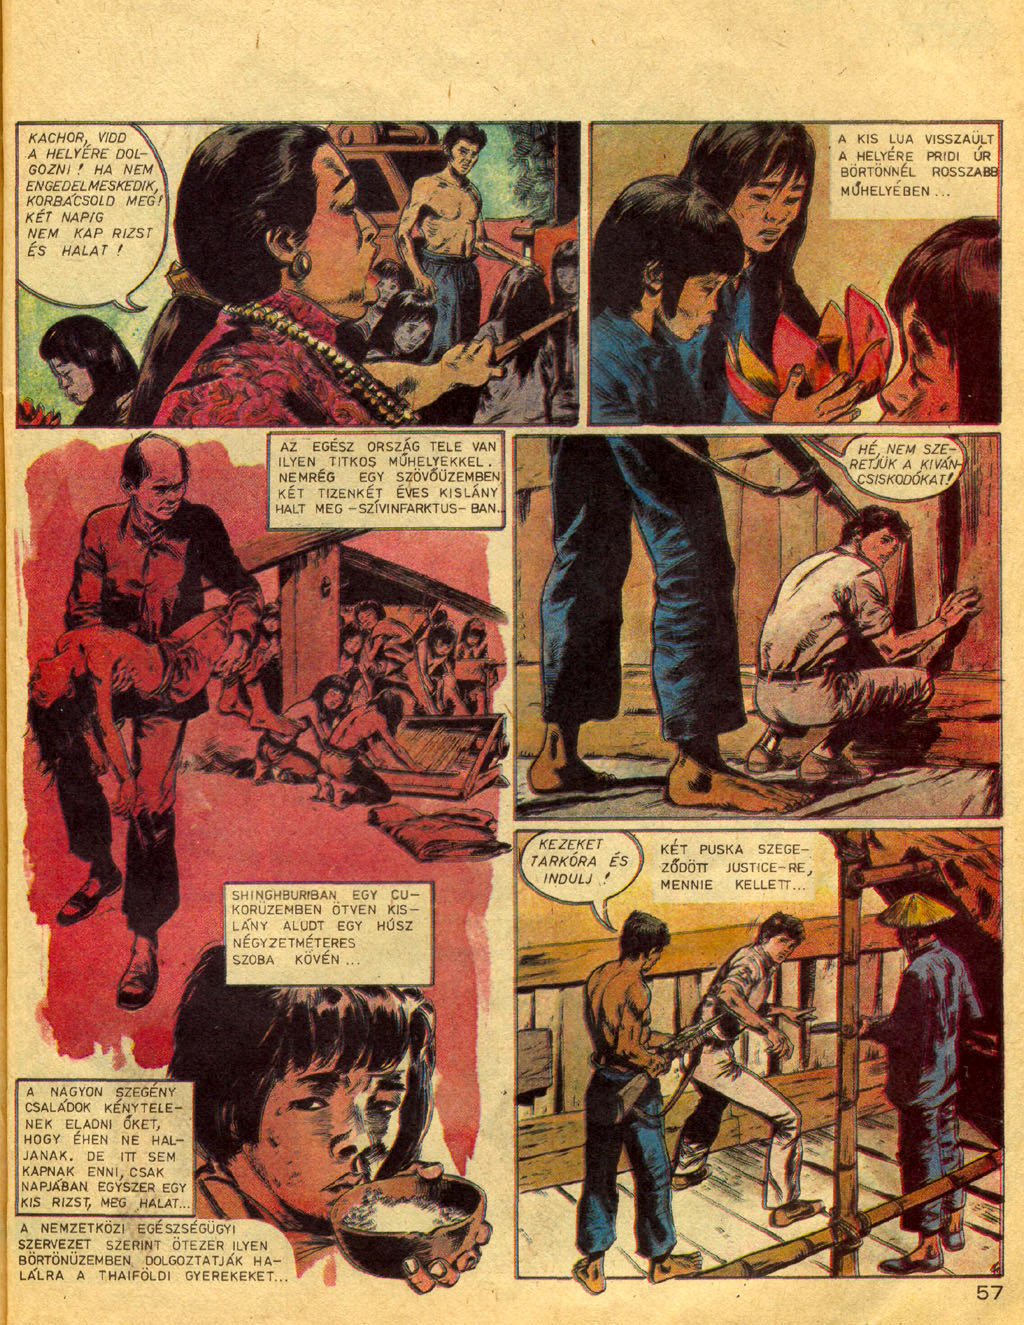 KACHOR, VIDD
A HELYÉRE DOL-
GOZNI! HA NEM
ENGEDELMESKEDIK,
KORBÁCSOLD MEG!
KÉT NAPIG
NEM KAP RIZST
ÉS HALAT!
A KIS LUA VISSZAÜLT
A HELYÉRE PRIDI ÚR
BÖRTÖNNÉL ROSSZABB
MŰHELYÉBEN...
AZ EGÉSZ ORSZÁG TELE VAN
ILYEN TITKOS MŰHELYEKKEL.
NEMRÉG EGY SZÖVŐÜZEMBEN
KÉT TIZENKÉT ÉVES KISLÁNY
HALT MEG -SZÍVINFARKTUS-BAN..
HÉ, NEM SZE-
RETJÜK A KIVÁN-
CSISKODÓKAT!
SHINGHBURIBAN EGY CU-
KORÜZEMBEN ÖTVEN KIS-
LÁNY ALUDT EGY HÚSZ
NÉGYZETMÉTERES
SZOBA KÖVÉN...
A NAGYON SZEGÉNY
CSALÁDOK KÉNYTELE-
NEK ELADNI ŐKET,
HOGY ÉHEN NE HAL-
JANAK. DE ITT SEM
KAPNAK ENNI, CSAK
NAPJÁBAN EGYSZER EGY
KIS RIZST, MEG HALAT...
A NEMZETKÖZI EGÉSZSÉGÜGYI
SZERVEZET SZERINT ÖTEZER ILYEN
BÖRTÖNÜZEMBEN DOLGOZTATJÁK HA-
LÁLRA A THAIFÖLDI GYEREKEKET...
KEZEKET
TARKÓRA ÉS
INDULJ!
KÉT PUSKA SZEGE-
ZŐDÖTT JUSTICE-RE,
MENNIE KELLETT...
57